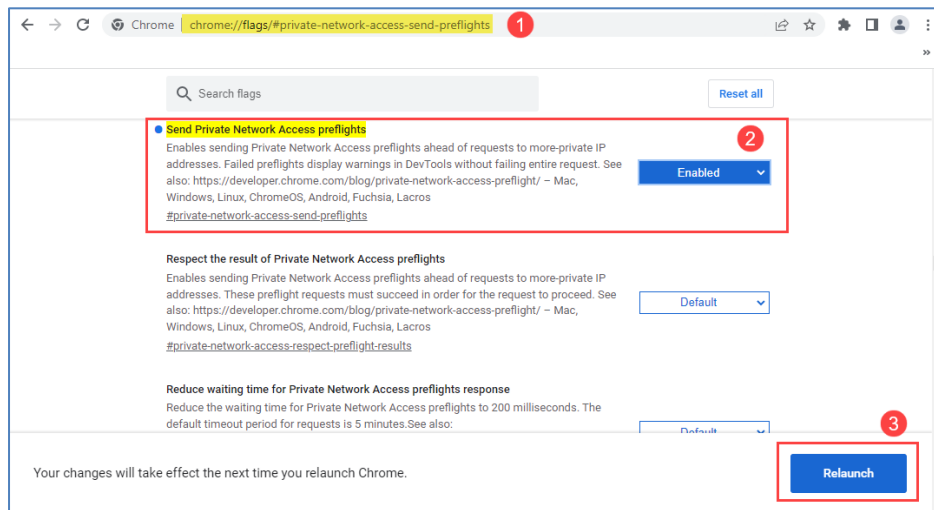 Chrome chrome://flags/#private-network-access-send-preflights 1
»
Search flags
Reset all
Send Private Network Access preflights
2
Enables sending Private Network Access preflights ahead of requests to more-private IP
addresses. Failed preflights display warnings in DevTools without failing entire request. See
also: https://developer.chrome.com/blog/private-network-access-preflight/ – Mac,
Windows, Linux, ChromeOS, Android, Fuchsia, Lacros
#private-network-access-send-preflights
Enabled
Respect the result of Private Network Access preflights
Enables sending Private Network Access preflights ahead of requests to more-private IP
addresses. These preflight requests must succeed in order for the request to proceed. See
also: https://developer.chrome.com/blog/private-network-access-preflight/ – Mac,
Windows, Linux, ChromeOS, Android, Fuchsia, Lacros
#private-network-access-respect-preflight-results
Default
Reduce waiting time for Private Network Access preflights response
Reduce the waiting time for Private Network Access preflights to 200 milliseconds. The
default timeout period for requests is 5 minutes.See also:
Default
3
Your changes will take effect the next time you relaunch Chrome.
Relaunch